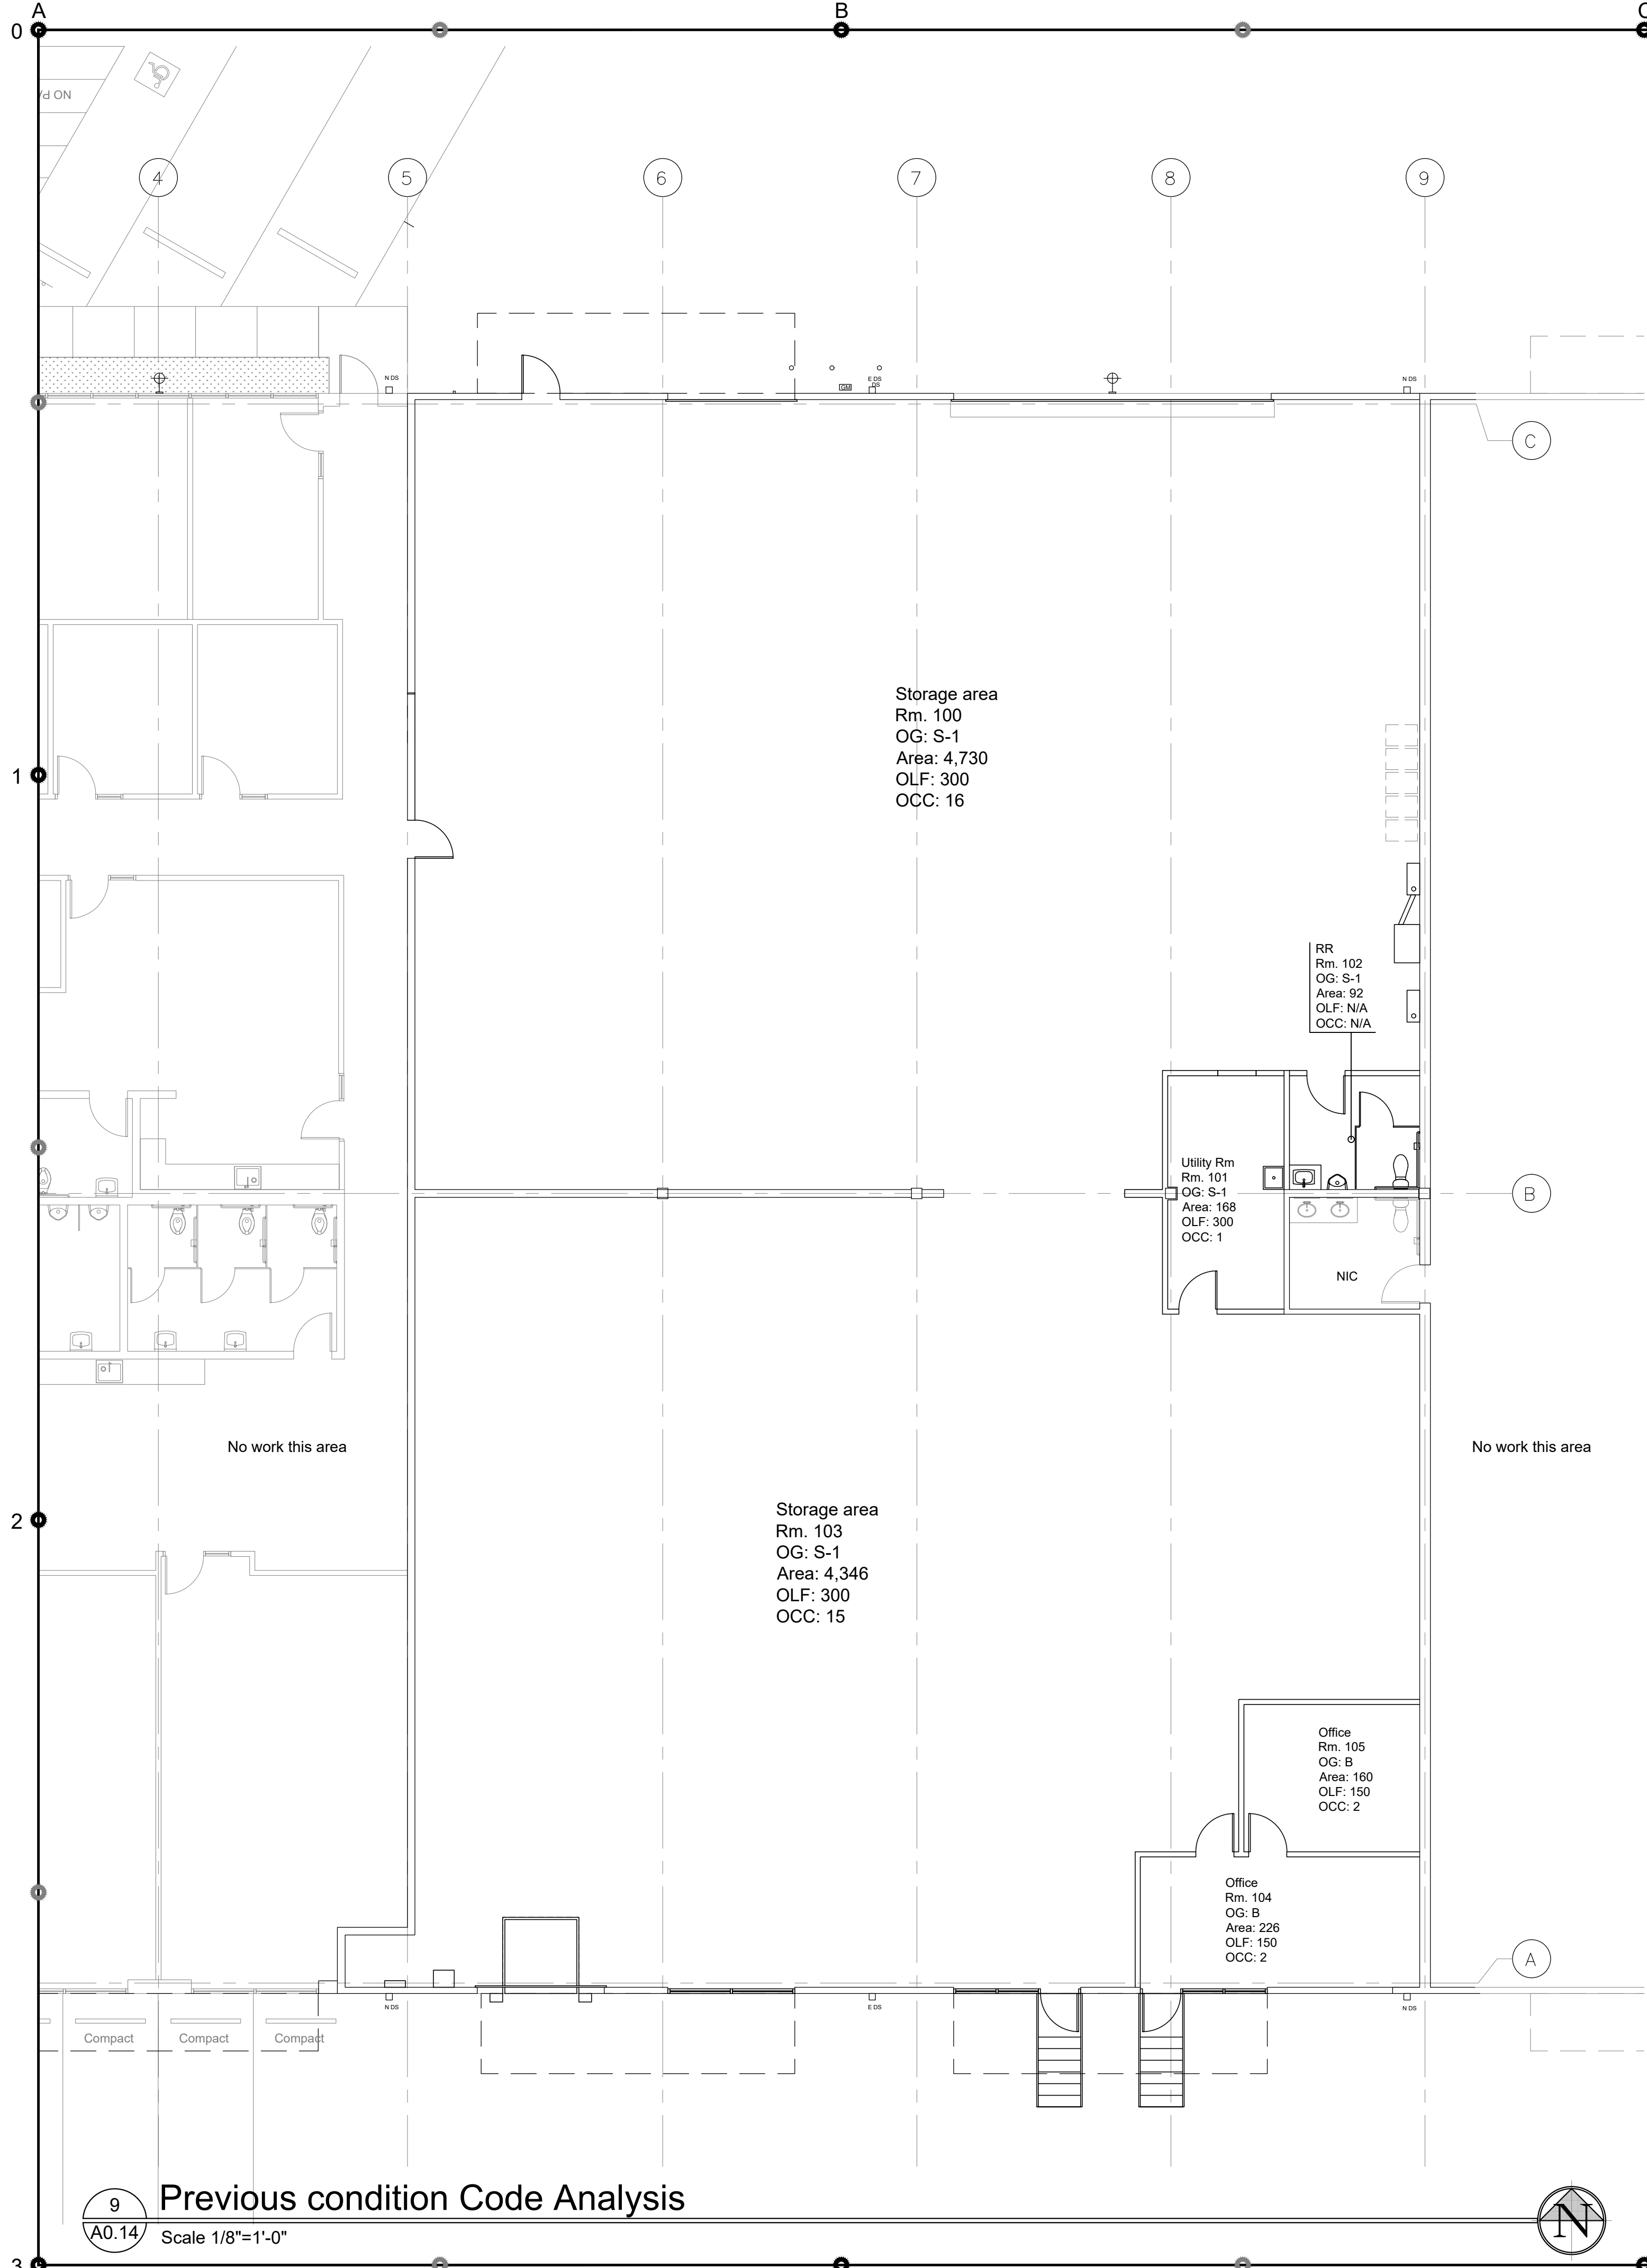 A B C
0
NO PA
4 5 6 7 8 9
N DS
GM
E DS
DS
N DS
C
Storage area
Rm. 100
OG: S-1
Area: 4,730
OLF: 300
OCC: 16
1
RR
Rm. 102
OG: S-1
Area: 92
OLF: N/A
OCC: N/A
Utility Rm
Rm. 101
OG: S-1
Area: 168
OLF: 300
OCC: 1
B
NIC
No work this area
No work this area
Storage area
Rm. 103
OG: S-1
Area: 4,346
OLF: 300
OCC: 15
2
Office
Rm. 105
OG: B
Area: 160
OLF: 150
OCC: 2
Office
Rm. 104
OG: B
Area: 226
OLF: 150
OCC: 2
A
N DS
E DS
N DS
Compact
Compact
Compact
9
A0.14
Previous condition Code Analysis
Scale 1/8"=1'-0"
N
3